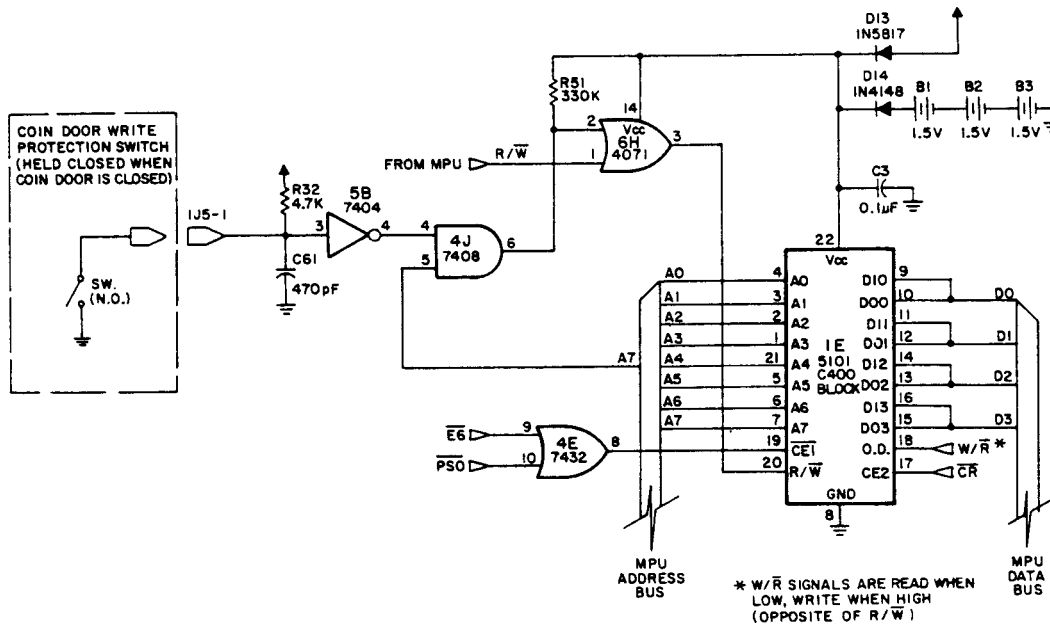 COIN DOOR WRITE
PROTECTION SWITCH
(HELD CLOSED WHEN
COIN DOOR IS CLOSED)
SW.
(N.O.)
1J5-1
R32
4.7K
C61
470pF
5B
7404
3
4
4
5
4J
7408
6
R51
330K
FROM MPU
R/W̅
2
1
14
Vcc
6H
4071
3
D13
1N5817
D14
1N4148
B1
B2
B3
1.5V
1.5V
1.5V
C3
0.1µF
22
Vcc
A0
4
A0
A1
3
A1
A2
2
A2
A3
1
A3
A7
A4
21
A4
A5
5
A5
A6
6
A6
A7
7
A7
19
C̅E̅1̅
20
R/W̅
1E
5101
C400
BLOCK
GND
8
DI0
9
DO0
10
D0
DI1
11
DO1
12
D1
DI2
14
DO2
13
D2
DI3
16
DO3
15
D3
O.D.
18
W/R̅ *
CE2
17
C̅R̅
E̅6̅
9
P̅S̅0̅
10
4E
7432
8
MPU
ADDRESS
BUS
MPU
DATA
BUS
* W/R̅ SIGNALS ARE READ WHEN
LOW, WRITE WHEN HIGH
(OPPOSITE OF R/W̅)